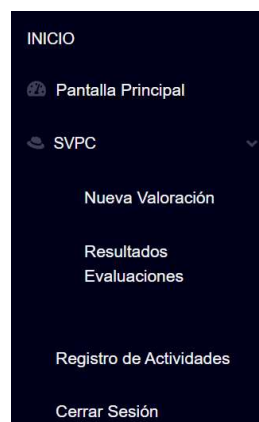 INICIO
Pantalla Principal
SVPC
Nueva Valoración
Resultados
Evaluaciones
Registro de Actividades
Cerrar Sesión